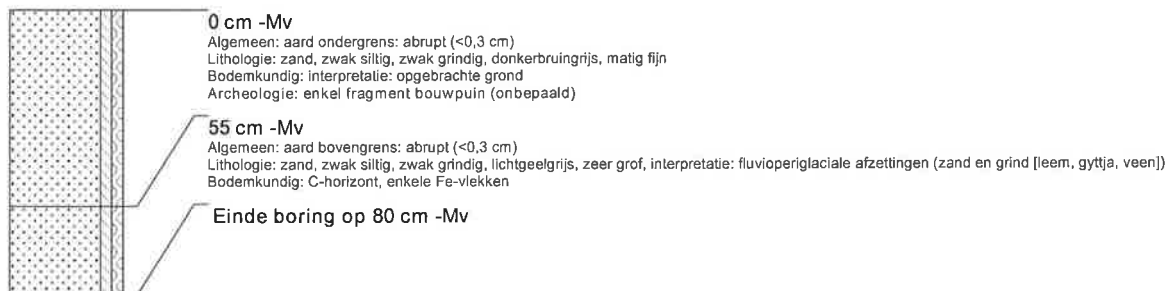 0 cm -Mv
Algemeen: aard ondergrens: abrupt (<0,3 cm)
Lithologie: zand, zwak siltig, zwak grindig, donkerbruingrijs, matig fijn
Bodemkundig: interpretatie: opgebrachte grond
Archeologie: enkel fragment bouwpuin (onbepaald)
55 cm -Mv
Algemeen: aard bovengrens: abrupt (<0,3 cm)
Lithologie: zand, zwak siltig, zwak grindig, lichtgeelgrijs, zeer grof, interpretatie: fluvioperiglaciale afzettingen (zand en grind [leem, gyttja, veen])
Bodemkundig: C-horizont, enkele Fe-vlekken
Einde boring op 80 cm -Mv